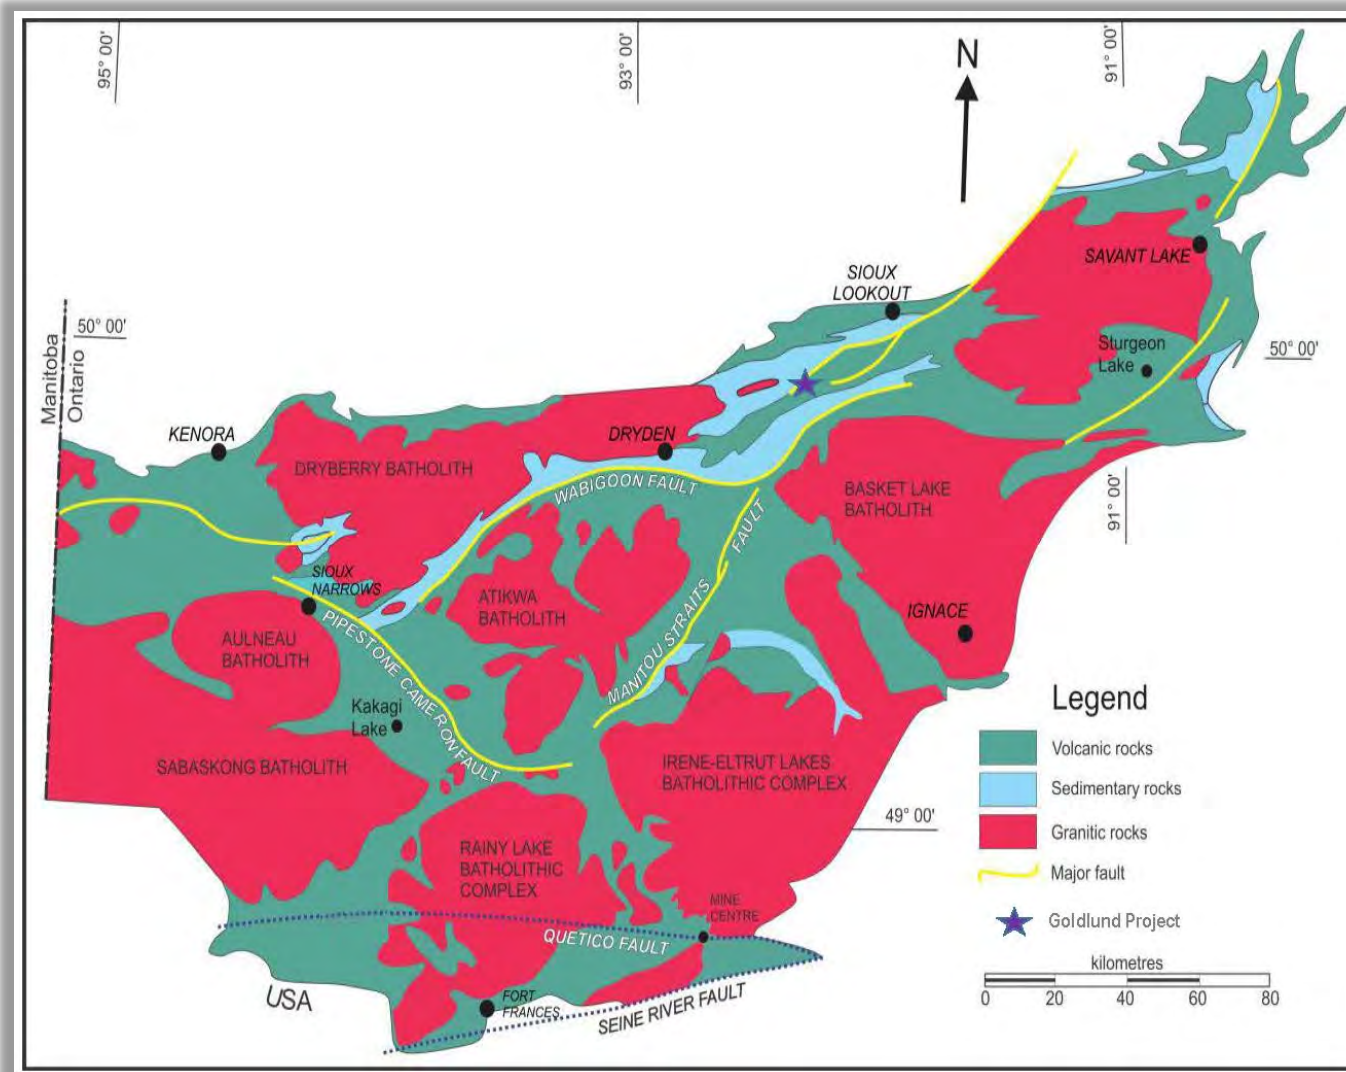 95° 00'
93° 00'
91° 00'
N
SIOUX
LOOKOUT
SAVANT LAKE
Manitoba
Ontario
50° 00'
Sturgeon
Lake
50° 00'
KENORA
DRYDEN
DRYBERRY BATHOLITH
WABIGOON FAULT
BASKET LAKE
BATHOLITH
91° 00'
SIOUX
NARROWS
ATIKWA
BATHOLITH
MANITOU STRAITS FAULT
IGNACE
AULNEAU
BATHOLITH
PIPESTONE CAMERON FAULT
Kakagi
Lake
SABASKONG BATHOLITH
IRENE-ELTRUT LAKES
BATHOLITHIC COMPLEX
49° 00'
RAINY LAKE
BATHOLITHIC
COMPLEX
MINE
CENTRE
QUETICO FAULT
USA
FORT
FRANCES
SEINE RIVER FAULT
Legend
Volcanic rocks
Sedimentary rocks
Granitic rocks
Major fault
Goldlund Project
kilometres
0 20 40 60 80